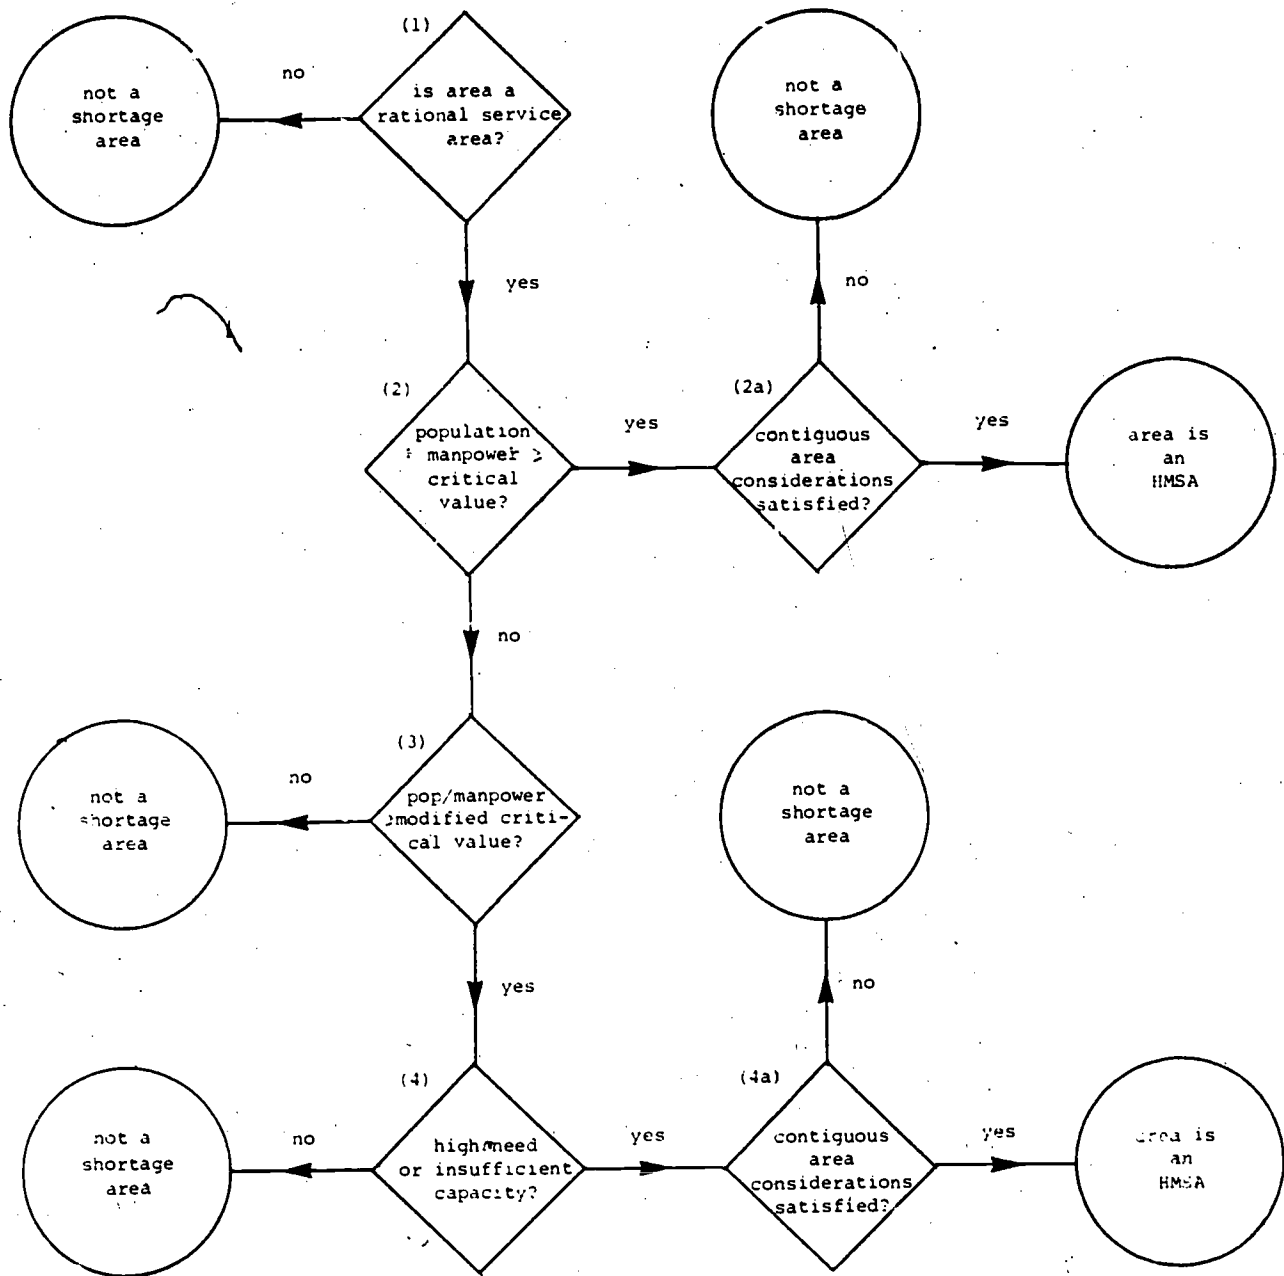 (1)
is area a
rational service
area?
no
not a
shortage
area
yes
not a
shortage
area
no
(2)
population
manpower ≥
critical
value?
yes
(2a)
contiguous
area
considerations
satisfied?
yes
area is
an
HMSA
no
(3)
pop/manpower
modified criti-
cal value?
no
not a
shortage
area
yes
not a
shortage
area
no
(4)
high need
or insufficient
capacity?
no
not a
shortage
area
yes
(4a)
contiguous
area
considerations
satisfied?
yes
area is
an
HMSA